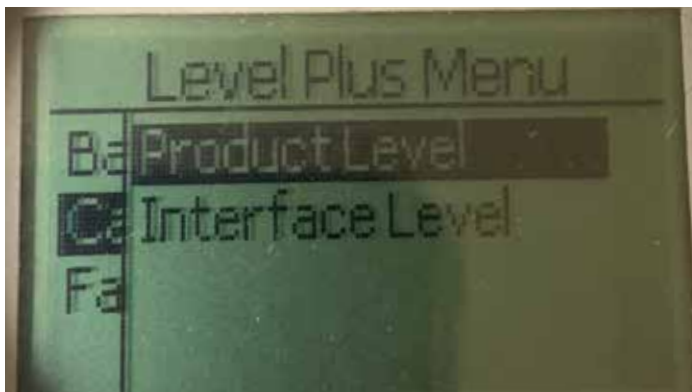 Level Plus Menu
Ba
Product Level
Ca
Interface Level
Fa